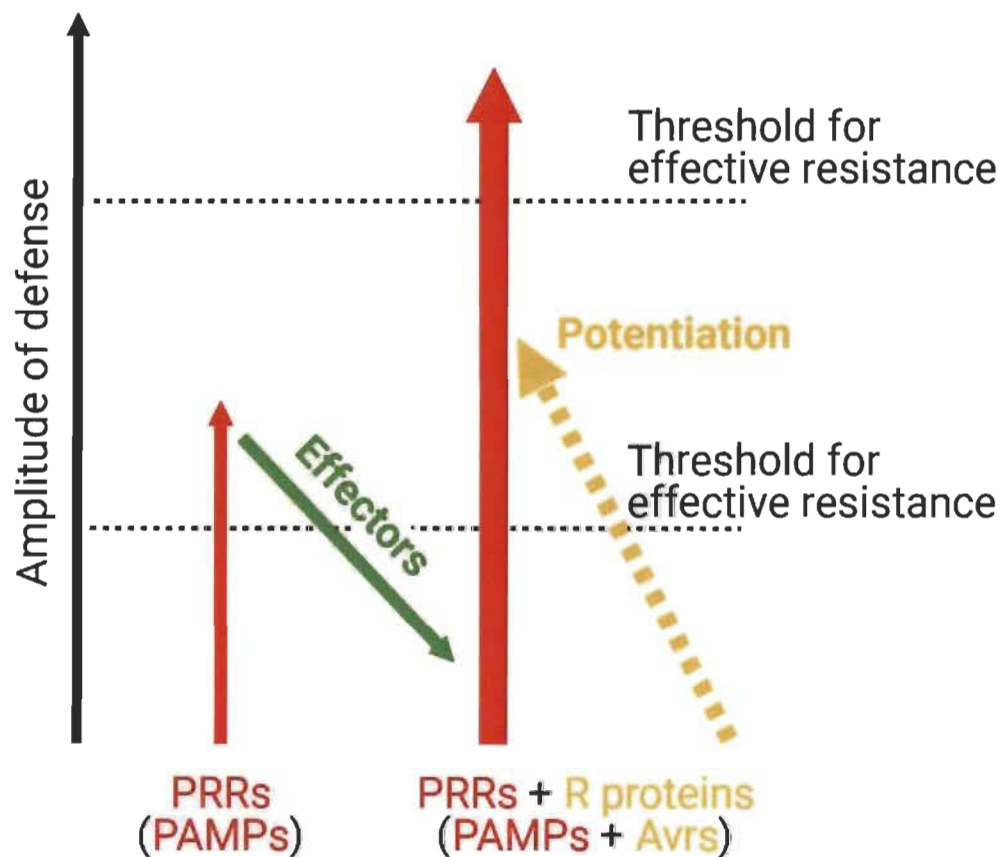 Amplitude of defense
Threshold for
effective resistance
Potentiation
Effectors
Threshold for
effective resistance
PRRs
(PAMPs)
PRRs + R proteins
(PAMPs + Avrs)